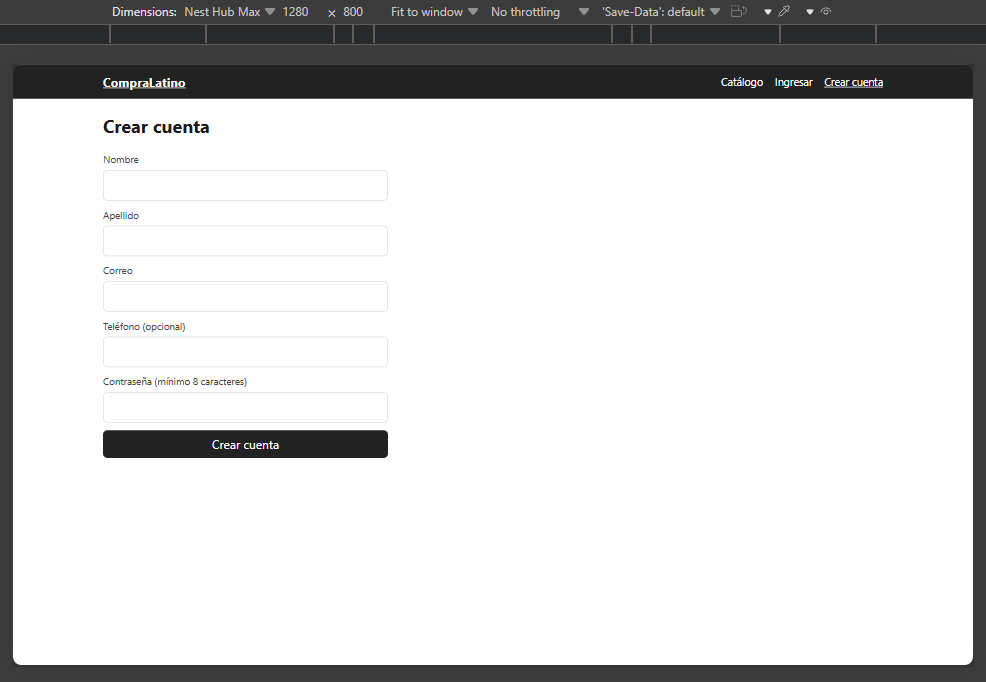 Dimensions: Nest Hub Max 1280 × 800 Fit to window No throttling 'Save-Data': default
CompraLatino Catálogo Ingresar Crear cuenta
Crear cuenta
Nombre
Apellido
Correo
Teléfono (opcional)
Contraseña (mínimo 8 caracteres)
Crear cuenta